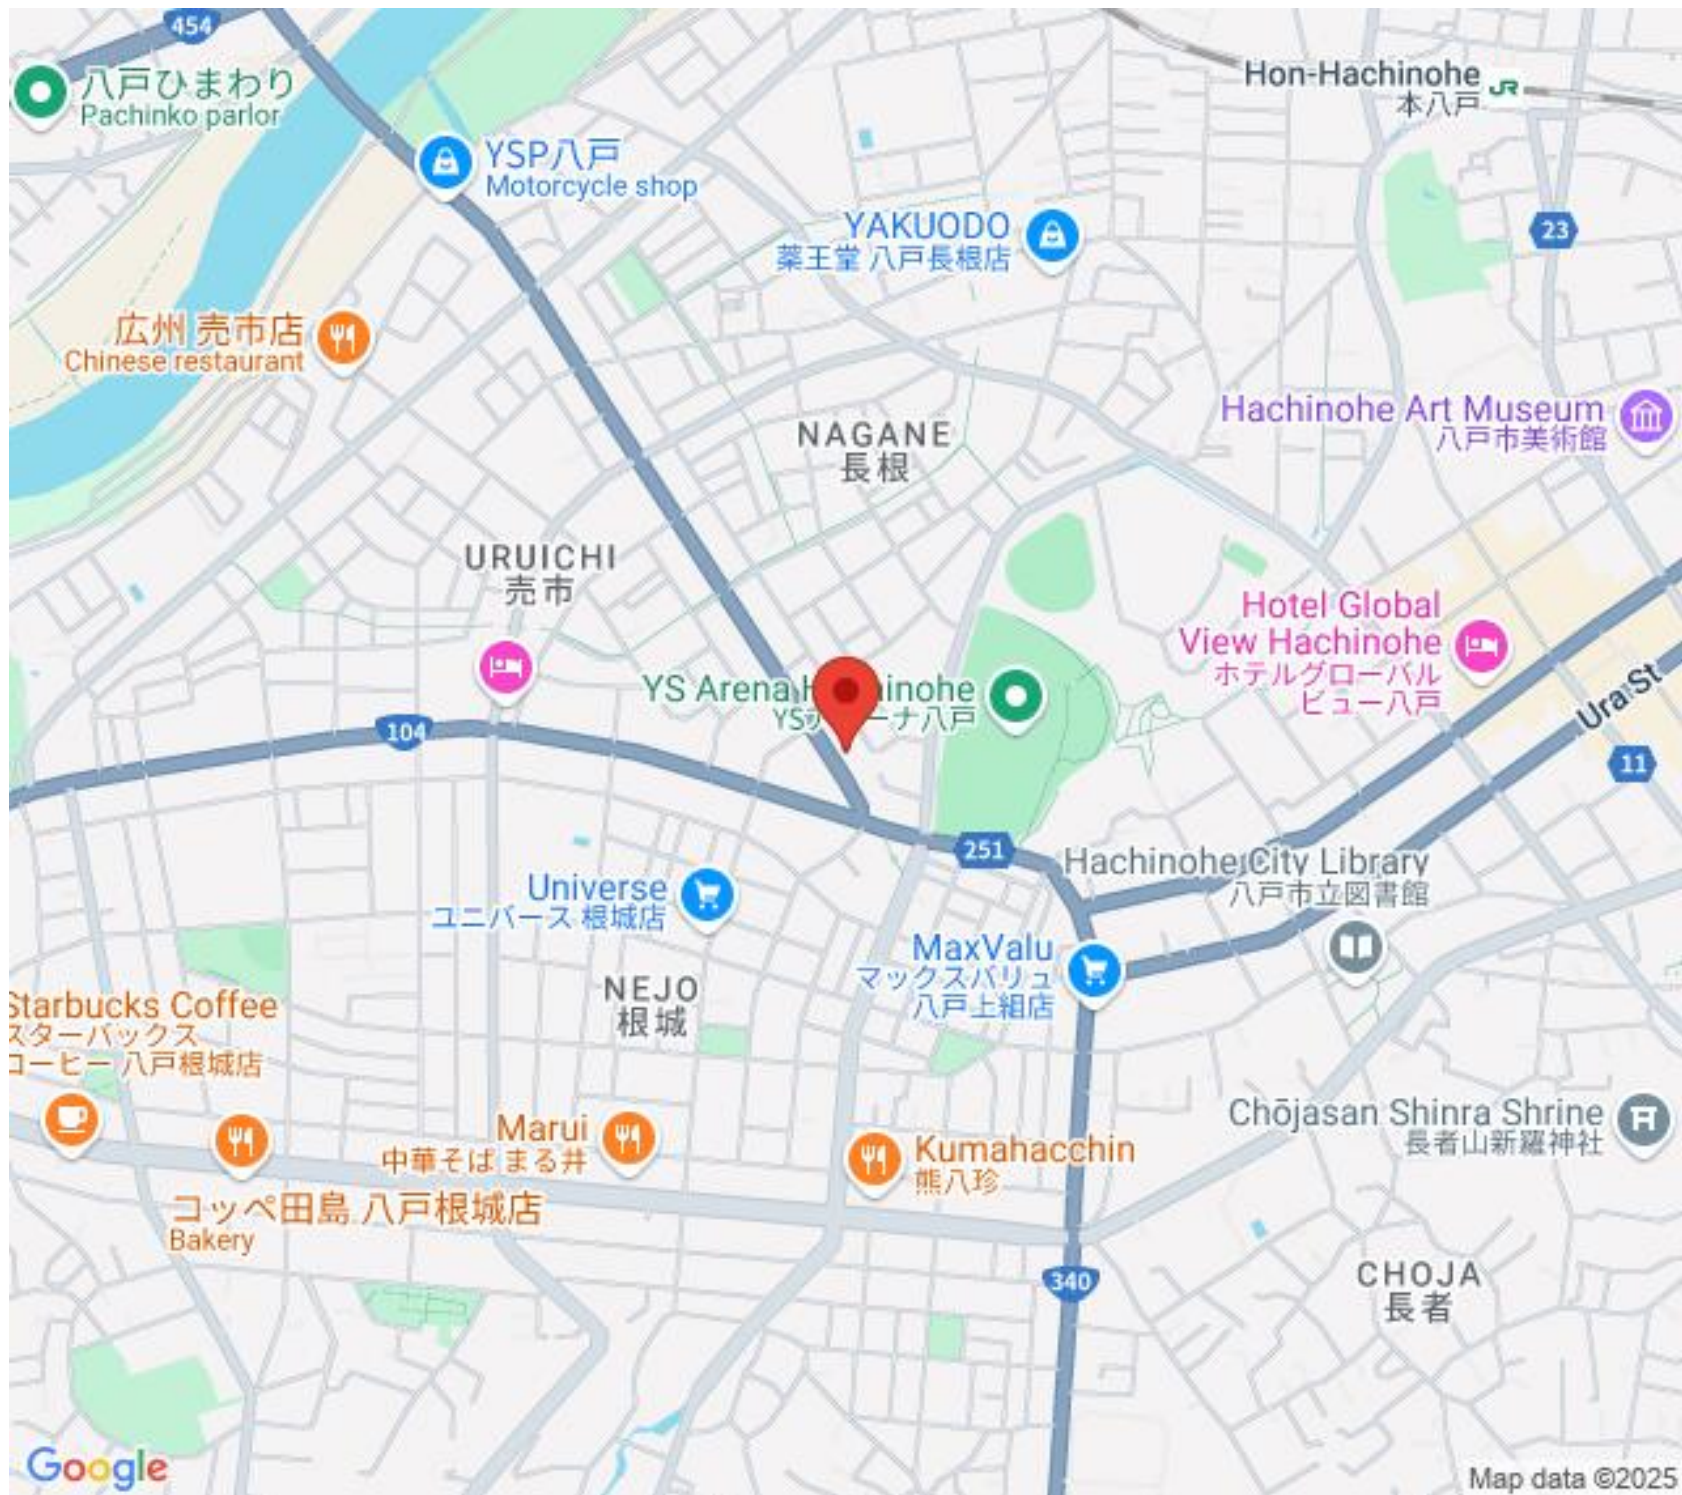 454
八戸ひまわり
Pachinko parlor
Hon-Hachinohe
JR
本八戸
YSP八戸
Motorcycle shop
YAKUODO
薬王堂 八戸長根店
23
広州 売市店
Chinese restaurant
Hachinohe Art Museum
八戸市美術館
NAGANE
長根
URUICHI
売市
Hotel Global
View Hachinohe
ホテルグローバル
ビュー八戸
YS Arena
YS
ーナ八戸
Ura St
104
11
251
Hachinohe City Library
八戸市立図書館
Universe
ユニバース 根城店
MaxValu
マックスバリュ
八戸上組店
NEJO
根城
Starbucks Coffee
スターバックス
コーヒー 八戸根城店
Marui
中華そば まる井
Kumahacchin
熊八珍
Chōjasan Shinra Shrine
長者山新羅神社
コッペ田島 八戸根城店
Bakery
340
CHOJA
長者
Google
Map data ©2025